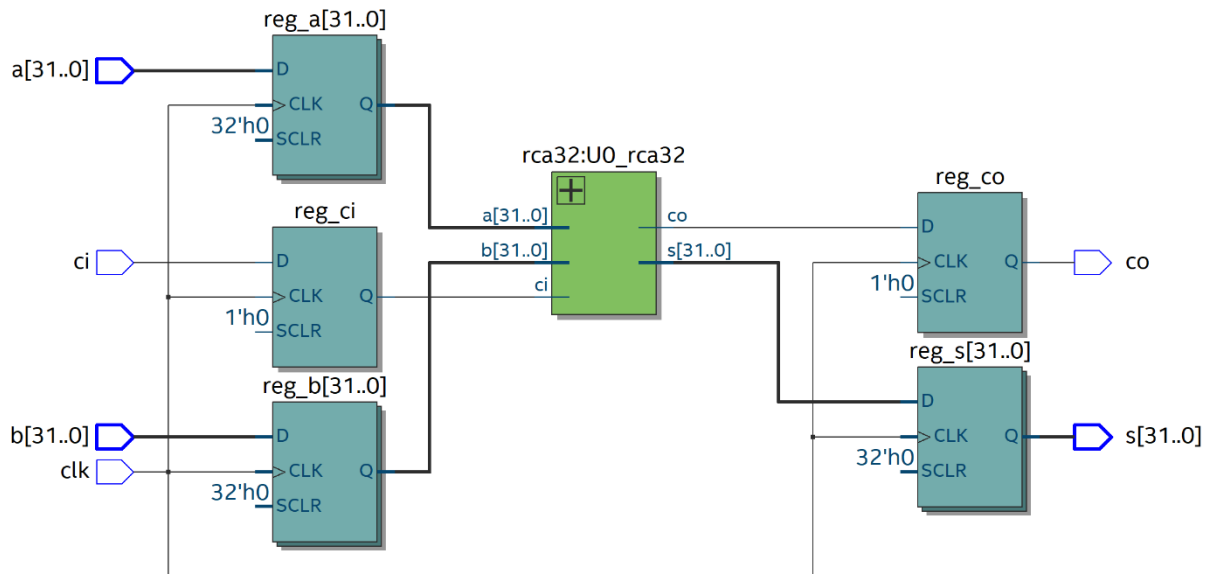 reg_a[31..0]
a[31..0]
D
CLK
Q
32'h0
SCLR
reg_ci
ci
D
CLK
Q
1'h0
SCLR
reg_b[31..0]
b[31..0]
D
clk
CLK
Q
32'h0
SCLR
rca32:U0_rca32
a[31..0]
co
b[31..0]
s[31..0]
ci
reg_co
D
CLK
Q
co
1'h0
SCLR
reg_s[31..0]
D
CLK
Q
s[31..0]
32'h0
SCLR